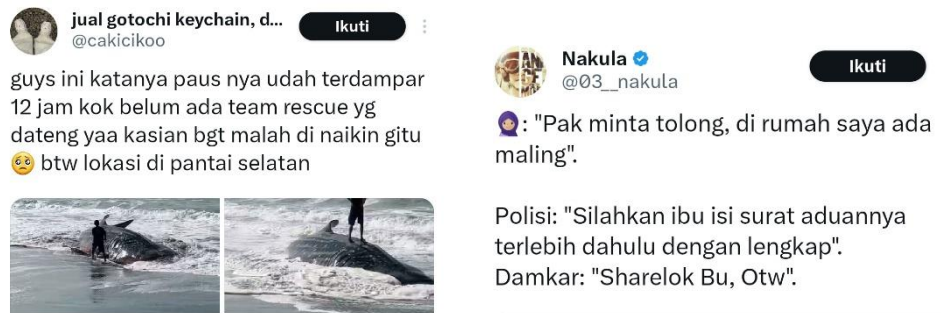 jual gotochi keychain, d...
@cakicikoo
Ikuti
guys ini katanya paus nya udah terdampar
12 jam kok belum ada team rescue yg
dateng yaa kasian bgt malah di naikin gitu
🥺 btw lokasi di pantai selatan
Nakula
@03__nakula
Ikuti
🧕: "Pak minta tolong, di rumah saya ada
maling".
Polisi: "Silahkan ibu isi surat aduannya
terlebih dahulu dengan lengkap".
Damkar: "Sharelok Bu, Otw".